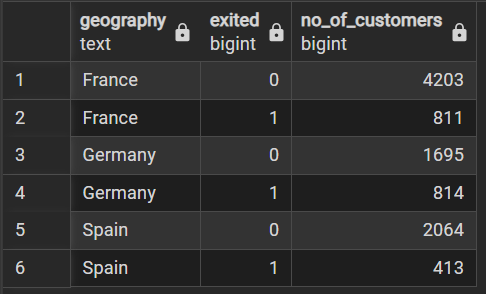 geography exited no_of_customers
text bigint bigint
1 France 0 4203
2 France 1 811
3 Germany 0 1695
4 Germany 1 814
5 Spain 0 2064
6 Spain 1 413